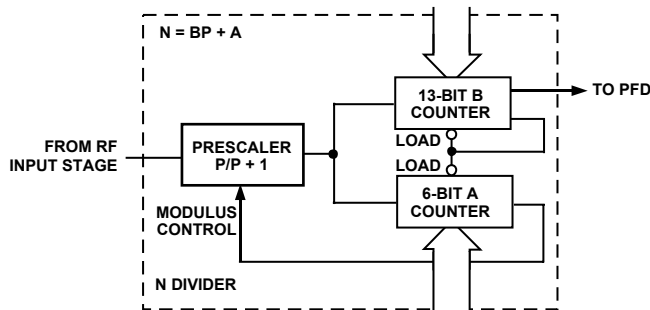 N = BP + A
13-BIT B
COUNTER
TO PFD
LOAD
LOAD
FROM RF
INPUT STAGE
PRESCALER
P/P + 1
6-BIT A
COUNTER
MODULUS
CONTROL
N DIVIDER